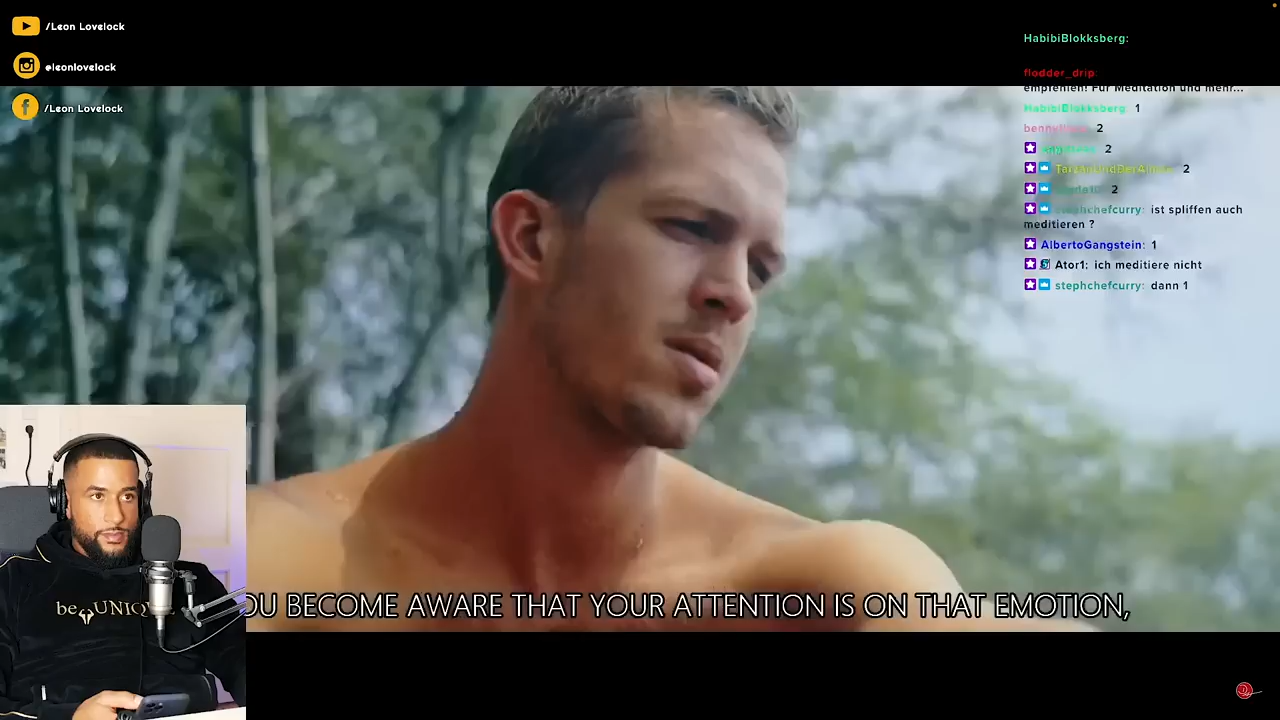 /Leon Lovelock
@leonlovelock
/Leon Lovelock
HabibiBlokksberg:
flodder_drip:
empfehlen! Für Meditation und mehr...
HabibiBlokksberg: 1
2
2
2
2
stephchefcurry: ist spliffen auch
meditieren ?
AlbertoGangstein: 1
Ator1: ich meditiere nicht
stephchefcurry: dann 1
be UNIQUE
OU BECOME AWARE THAT YOUR ATTENTION IS ON THAT EMOTION,